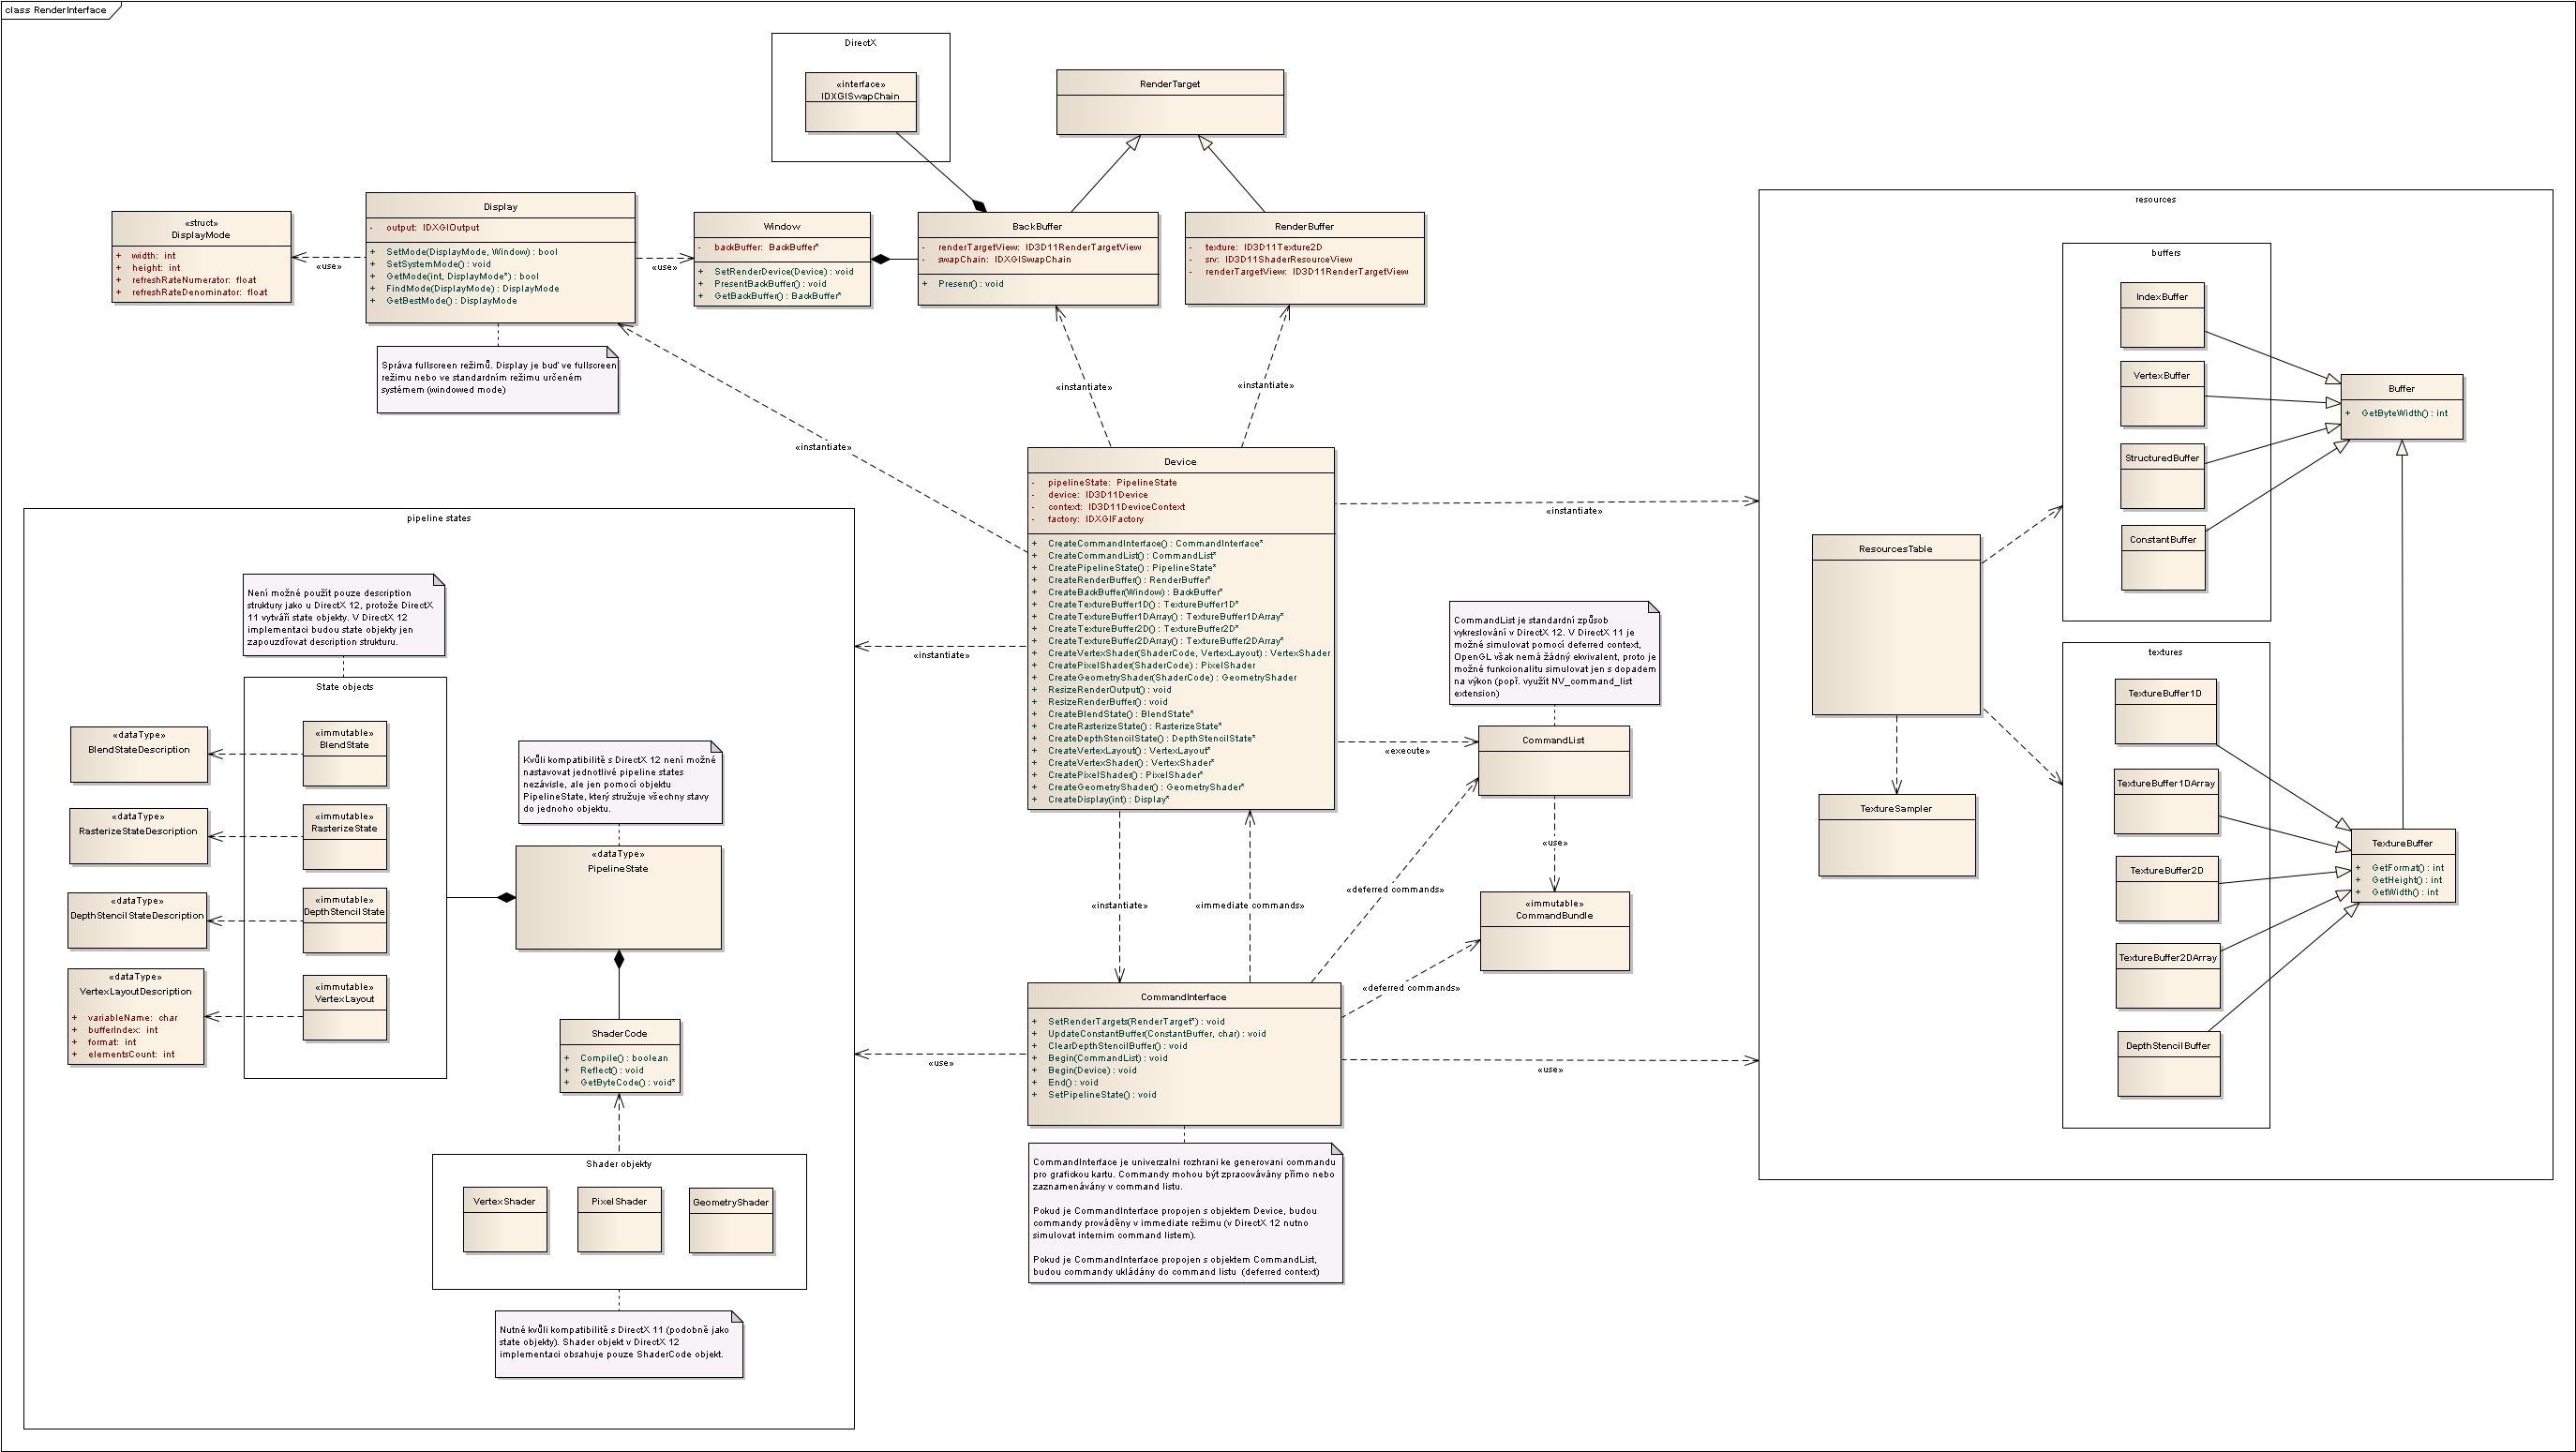 class RenderInterface
DirectX
«interface»
IDXGISwapChain
RenderTarget
«struct»
DisplayMode
+ width: int
+ height: int
+ refreshRateNumerator: float
+ refreshRateDenominator: float
«use»
Display
- output: IDXGIOutput
+ SetMode(DisplayMode, Window) : bool
+ SetSystemMode() : void
+ GetMode(int, DisplayMode*) : bool
+ FindMode(DisplayMode) : DisplayMode
+ GetBestMode() : DisplayMode
«use»
Window
- backBuffer: BackBuffer*
+ SetRenderDevice(Device) : void
+ PresentBackBuffer() : void
+ GetBackBuffer() : BackBuffer*
BackBuffer
- renderTargetView: ID3D11RenderTargetView
- swapChain: IDXGISwapChain
+ Presenr() : void
RenderBuffer
- texture: ID3D11Texture2D
- srv: ID3D11ShaderResourceView
- renderTargetView: ID3D11RenderTargetView
Správa fullscreen režimů. Display je buď ve fullscreen
režimu nebo ve standardním režimu určeném
systémem (windowed mode)
«instantiate»
«instantiate»
«instantiate»
Device
- pipelineState: PipelineState
- device: ID3D11Device
- context: ID3D11DeviceContext
- factory: IDXGIFactory
+ CreateCommandInterface() : CommandInterface*
+ CreateCommandList() : CommandList*
+ CreatePipelineState() : PipelineState*
+ CreateRenderBuffer() : RenderBuffer*
+ CreateBackBuffer(Window) : BackBuffer*
+ CreateTextureBuffer1D() : TextureBuffer1D*
+ CreateTextureBuffer1DArray() : TextureBuffer1DArray*
+ CreateTextureBuffer2D() : TextureBuffer2D*
+ CreateTextureBuffer2DArray() : TextureBuffer2DArray*
+ CreateVertexShader(ShaderCode, VertexLayout) : VertexShader
+ CreatePixelShader(ShaderCode) : PixelShader
+ CreateGeometryShader(ShaderCode) : GeometryShader
+ ResizeRenderOutput() : void
+ ResizeRenderBuffer() : void
+ CreateBlendState() : BlendState*
+ CreateRasterizeState() : RasterizeState*
+ CreateDepthStencilState() : DepthStencilState*
+ CreateVertexLayout() : VertexLayout*
+ CreateVertexShader() : VertexShader*
+ CreatePixelShader() : PixelShader*
+ CreateGeometryShader() : GeometryShader*
+ CreateDisplay(int) : Display*
«instantiate»
«instantiate»
«execute»
«instantiate»
«immediate commands»
«deferred commands»
«deferred commands»
«use»
«use»
«use»
CommandList je standardní způsob
vykreslování v DirectX 12. V DirectX 11 je
možné simulovat pomocí deferred context,
OpenGL však nemá žádný ekvivalent, proto je
možné funkcionalitu simulovat jen s dopadem
na výkon (popř. využít NV_command_list
extension)
CommandList
«immutable»
CommandBundle
CommandInterface
+ SetRenderTargets(RenderTarget*) : void
+ UpdateConstantBuffer(ConstantBuffer, char) : void
+ ClearDepthStencilBuffer() : void
+ Begin(CommandList) : void
+ Begin(Device) : void
+ End() : void
+ SetPipelineState() : void
CommandInterface je univerzalni rozhrani ke generovani commandu
pro grafickou kartu. Commandy mohou být zpracovávány přímo nebo
zaznamenávány v command listu.
Pokud je CommandInterface propojen s objektem Device, budou
commandy prováděny v immediate režimu (v DirectX 12 nutno
simulovat internim command listem).
Pokud je CommandInterface propojen s objektem CommandList,
budou commandy ukládány do command listu (deferred context)
pipeline states
Není možné použít pouze description
struktury jako u DirectX 12, protože DirectX
11 vytváří state objekty. V DirectX 12
implementaci budou state objekty jen
zapouzdřovat description strukturu.
State objects
«dataType»
BlendStateDescription
«immutable»
BlendState
«dataType»
RasterizeStateDescription
«immutable»
RasterizeState
«dataType»
DepthStencilStateDescription
«immutable»
DepthStencilState
«dataType»
VertexLayoutDescription
+ variableName: char
+ bufferIndex: int
+ format: int
+ elementsCount: int
«immutable»
VertexLayout
Kvůli kompatibilitě s DirectX 12 není možné
nastavovat jednotlivé pipeline states
nezávisle, ale jen pomocí objektu
PipelineState, který stružuje všechny stavy
do jednoho objektu.
«dataType»
PipelineState
ShaderCode
+ Compile() : boolean
+ Reflect() : void
+ GetByteCode() : void*
Shader objekty
VertexShader
PixelShader
GeometryShader
Nutné kvůli kompatibilitě s DirectX 11 (podobně jako
state objekty). Shader objekt v DirectX 12
implementaci obsahuje pouze ShaderCode objekt.
resources
buffers
IndexBuffer
VertexBuffer
StructuredBuffer
ConstantBuffer
Buffer
+ GetByteWidth() : int
ResourcesTable
TextureSampler
textures
TextureBuffer1D
TextureBuffer1DArray
TextureBuffer2D
TextureBuffer2DArray
DepthStencilBuffer
TextureBuffer
+ GetFormat() : int
+ GetHeight() : int
+ GetWidth() : int